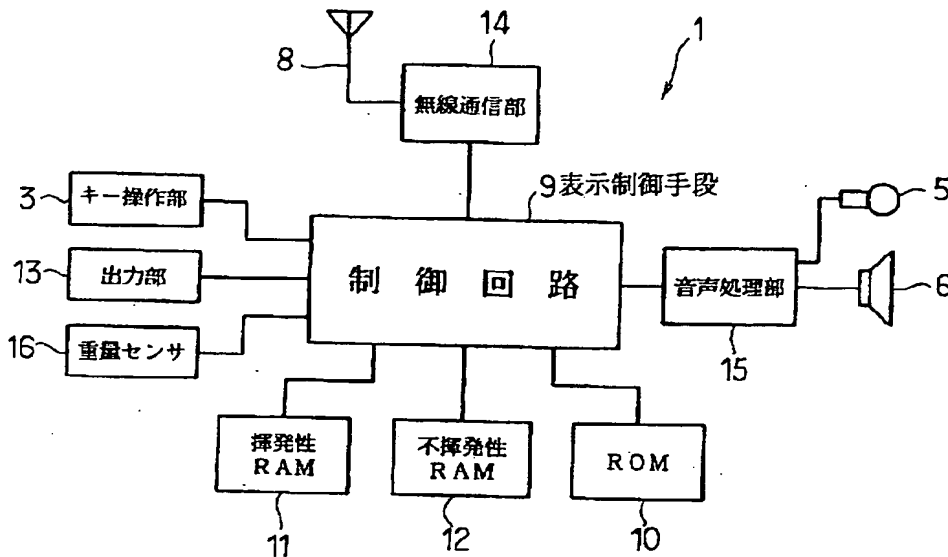 14
1
8
無線通信部
9表示制御手段
3
キー操作部
5
13
出力部
制御回路
音声処理部
6
16
重量センサ
15
揮発性
RAM
不揮発性
RAM
ROM
11
12
10